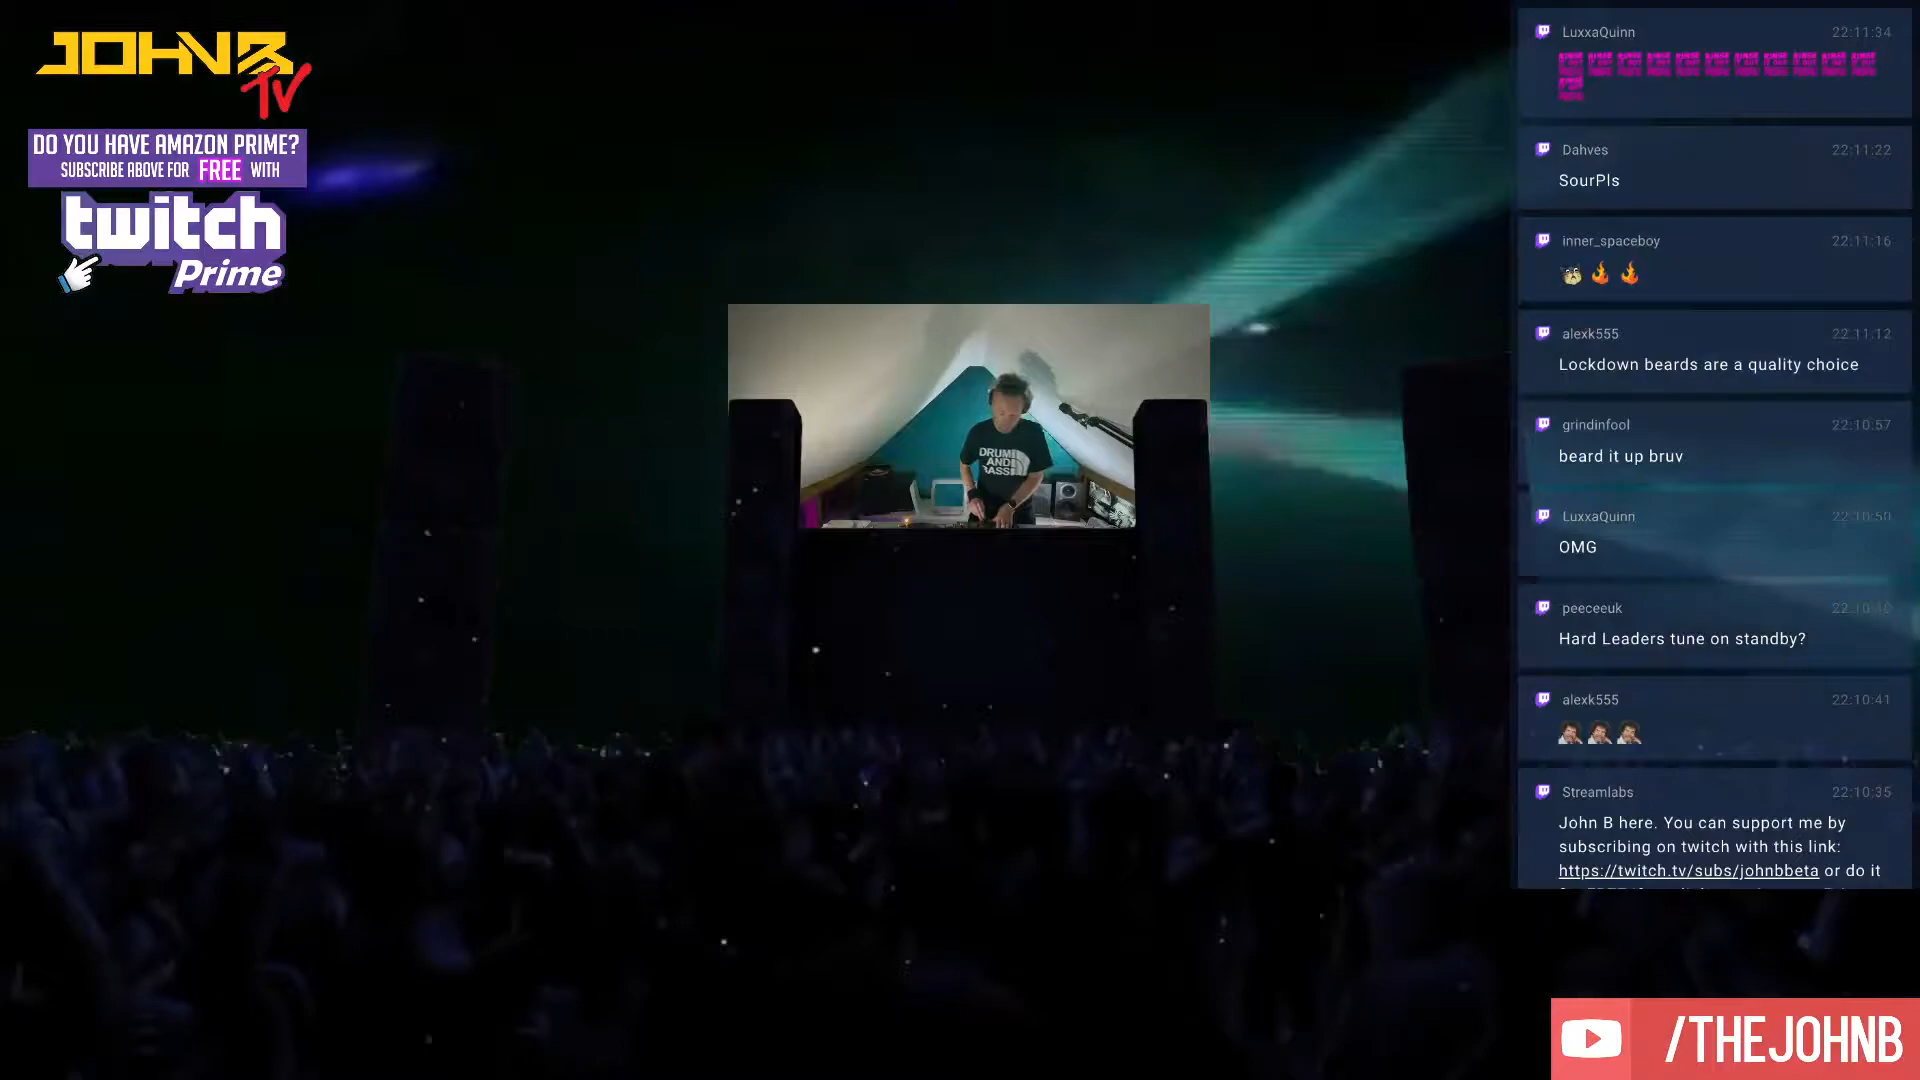 JOHN B
TV
DO YOU HAVE AMAZON PRIME?
SUBSCRIBE ABOVE FOR FREE WITH
twitch
Prime
DRUM
AND
BASS
LuxxaQuinn 22:11:34
Dahves 22:11:22
SourPls
inner_spaceboy 22:11:16
alexk555 22:11:12
Lockdown beards are a quality choice
grindinfool 22:10:57
beard it up bruv
LuxxaQuinn 22:10:50
OMG
peeceeuk
Hard Leaders tune on standby?
alexk555 22:10:41
Streamlabs 22:10:35
John B here. You can support me by
subscribing on twitch with this link:
https://twitch.tv/subs/johnbbeta or do it
/THEJOHNB